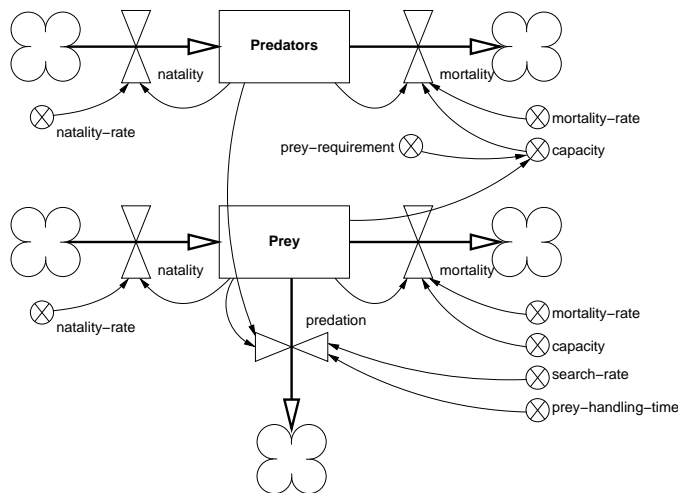 Predators
natality
mortality
natality−rate
mortality−rate
prey−requirement
capacity
Prey
natality
mortality
natality−rate
predation
mortality−rate
capacity
search−rate
prey−handling−time